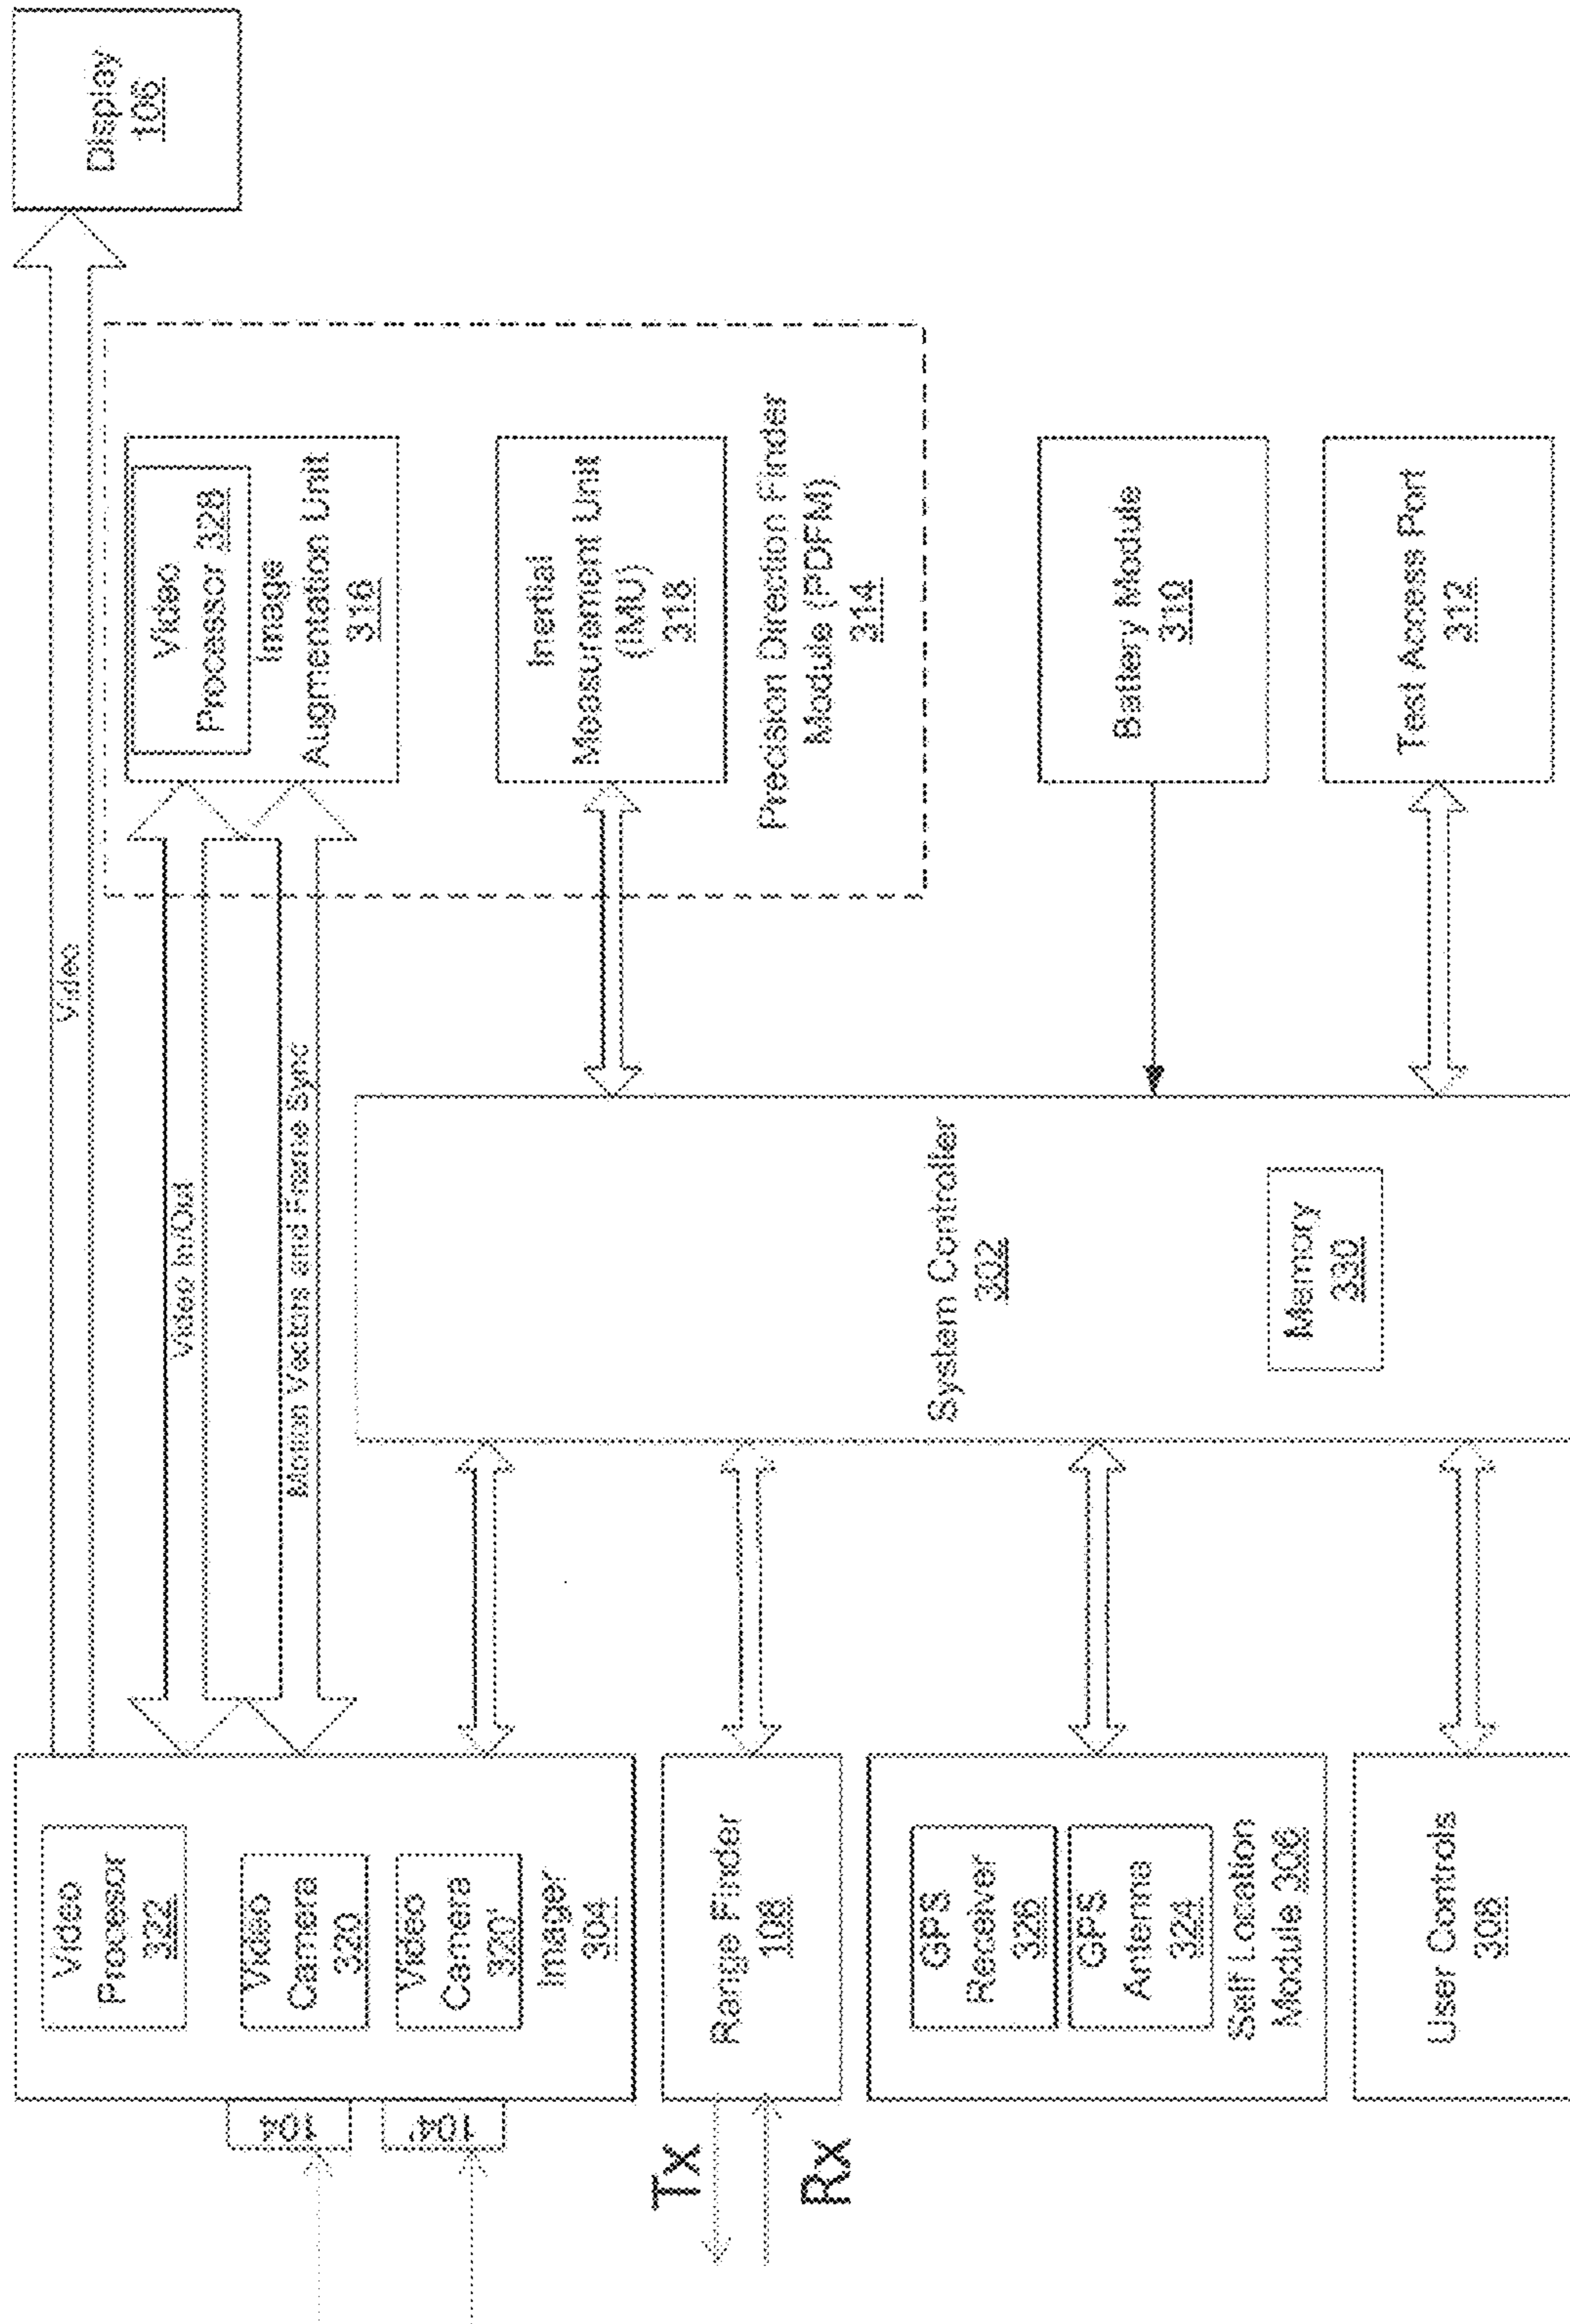 Video
Processor
322
Video
Camera
320
Video
Camera
320'
Imager
304
104
104'
Range Finder
108
Tx
Rx
GPS
Receiver
326
GPS
Antenna
324
Self Location
Module 306
User Controls
308
Video
Video In/Out
Motion Vectors and Frame Sync
System Controller
302
Memory
330
Display
106
Video
Processor 328
Image
Augmentation Unit
316
Inertial
Measurement Unit
(IMU)
318
Precision Direction Finder
Module (PDFM)
314
Battery Module
310
Test Access Port
312